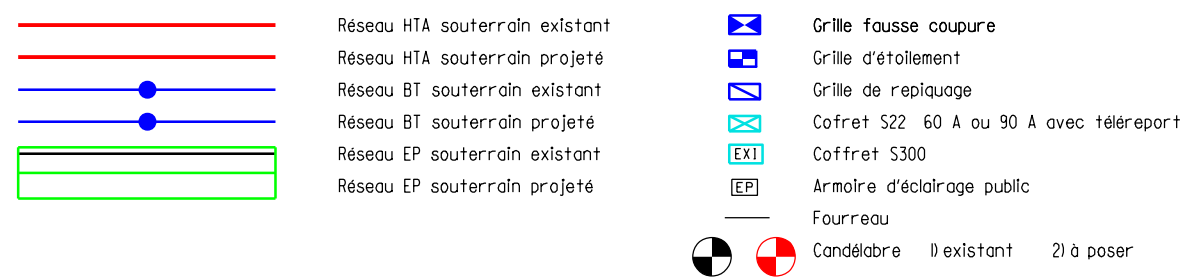 Réseau HTA souterrain existant
Réseau HTA souterrain projeté
Réseau BT souterrain existant
Réseau BT souterrain projeté
Réseau EP souterrain existant
Réseau EP souterrain projeté
Grille fausse coupure
Grille d'étoilement
Grille de repiquage
Cofret S22 60 A ou 90 A avec téléreport
EXI Coffret S300
EP Armoire d'éclairage public
Fourreau
Candélabre 1) existant 2) à poser